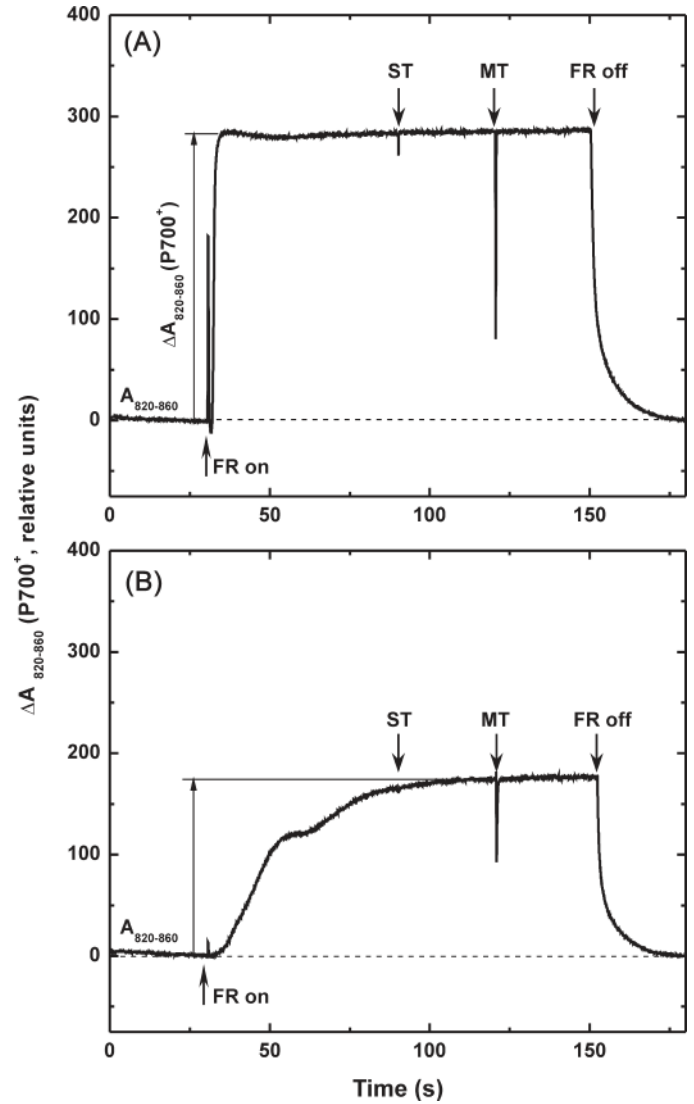 400
(A)
ST MT FR off
300
ΔA820-860 (P700+)
200
100
A820-860
0
FR on
0 50 100 150
ΔA 820-860 (P700+, relative units)
400
(B)
300
ST MT FR off
200
100
A820-860
0
FR on
0 50 100 150
Time (s)